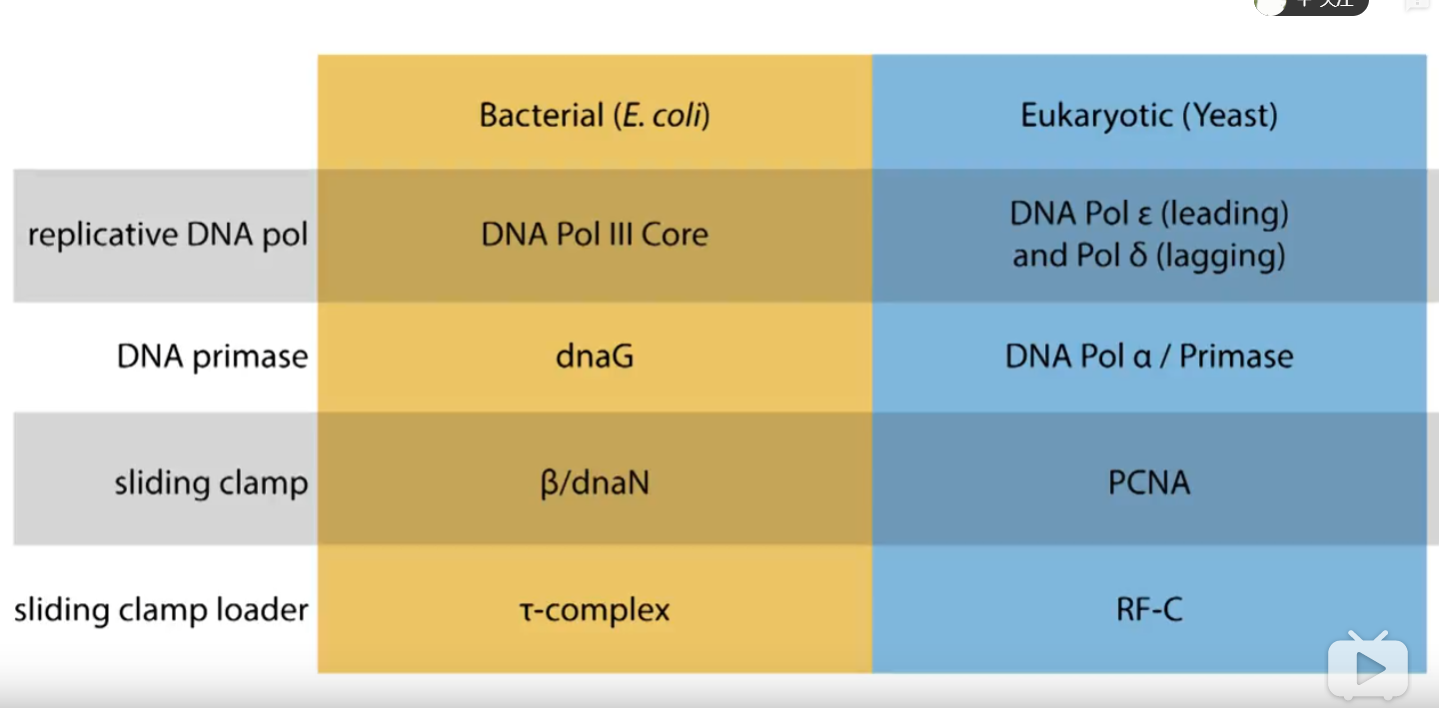 Bacterial (E. coli)
Eukaryotic (Yeast)
replicative DNA pol
DNA Pol III Core
DNA Pol ε (leading)
and Pol δ (lagging)
DNA primase
dnaG
DNA Pol α / Primase
sliding clamp
β/dnaN
PCNA
sliding clamp loader
τ-complex
RF-C